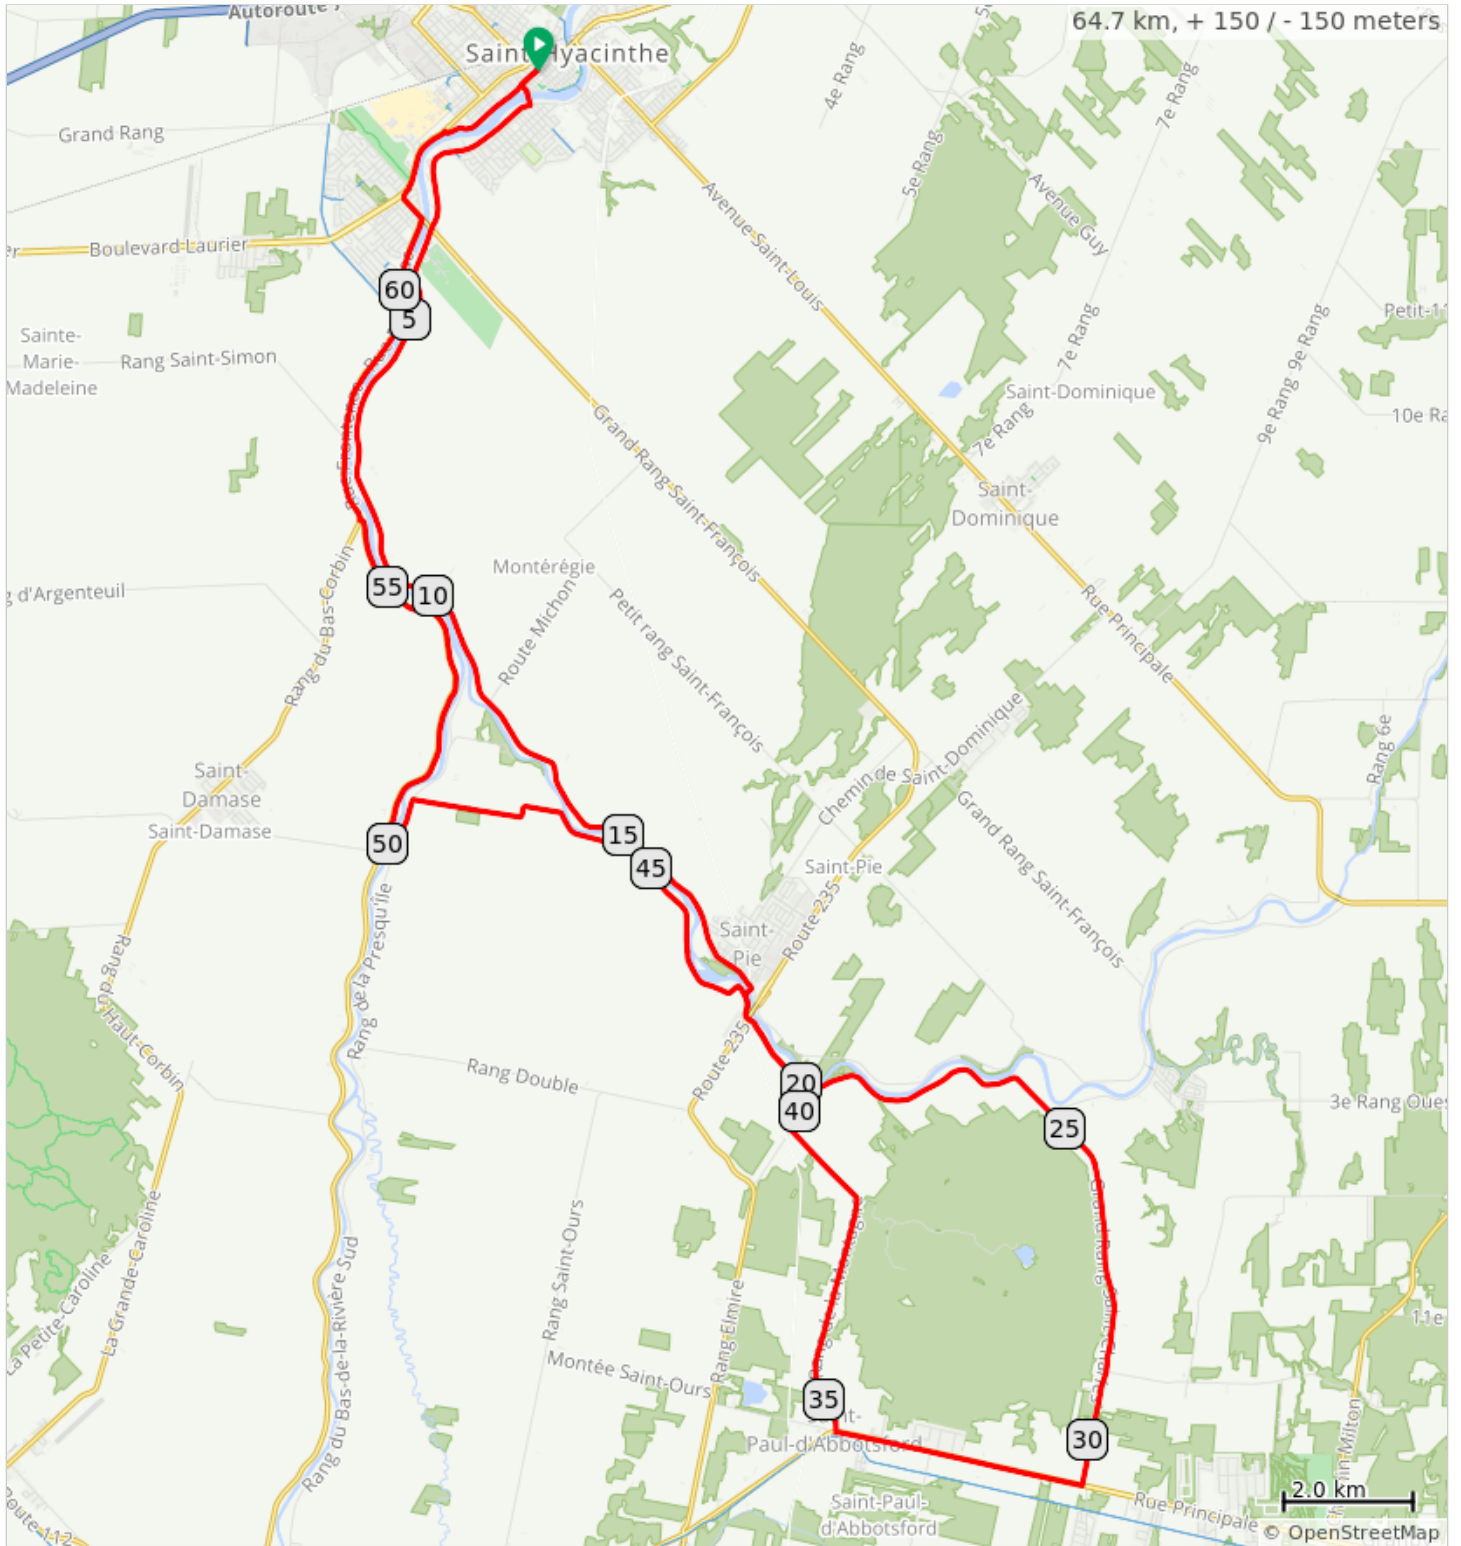 Autoroute
64.7 km, + 150 / - 150 meters
Saint-Hyacinthe
4e Rang
7e Rang
Grand Rang
5e Rang
Avenue Guy
Avenue Saint-Louis
Boulevard Laurier
60
5
Sainte-
Marie-
Madeleine
Rang Saint-Simon
7e Rang
9e Rang
9e Rang
Petit-11
Saint-Dominique
10e Ra
7e Rang
Grand Rang Saint-François
Saint-
Dominique
Montérégie
Route Michon
Petit rang Saint-François
Rue Principale
55
10
g d'Argenteuil
Rang du Bas-Corbin
Chemin de Saint-Dominique
Rang 6e
Saint-
Damase
Saint-Damase
50
15
45
Saint-Pie
Grand Rang Saint-François
Saint-
Pie
Route 235
Rang de la Presqu'île
Rang du
Haut-Corbin
Route 235
Rang Double
20
40
25
3e Rang Oues
La Grande-Caroline
La Petite-Caroline
Rang Saint-Ours
Rang du Bas-de-la-Rivière Sud
Rang Elmire
Montée Saint-Ours
11e
35
30
Paul-d'Abbotsford
Saint-Paul-
d'Abbotsford
Rue Principale
Route 112
2.0 km
© OpenStreetMap